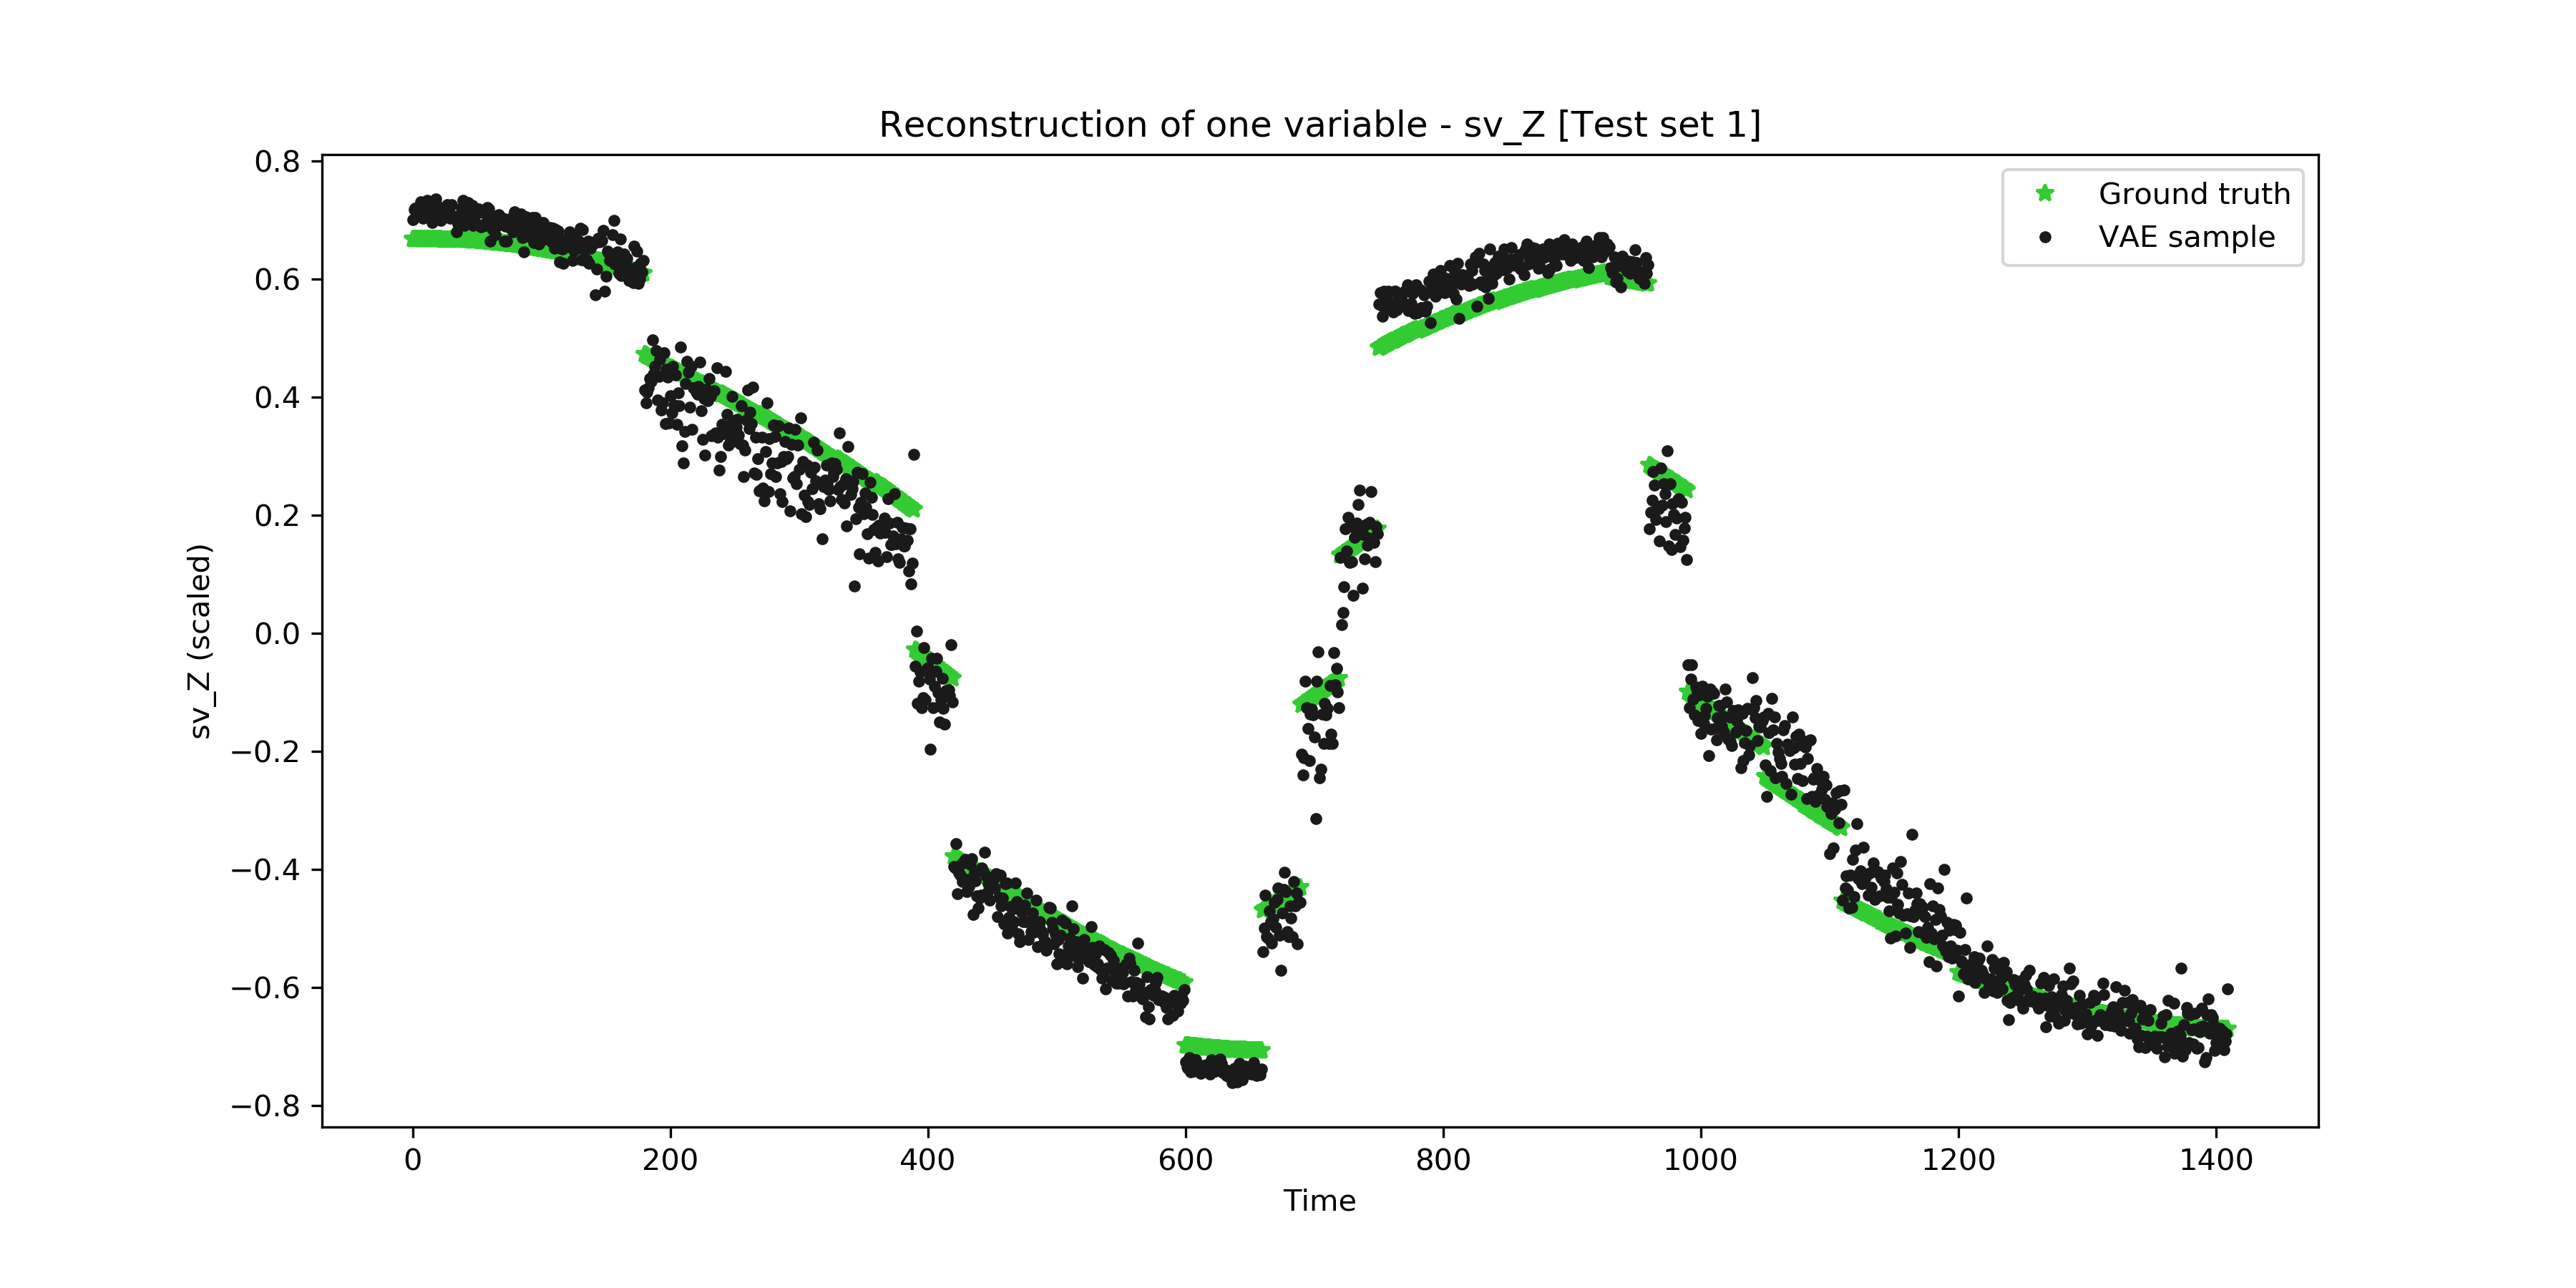 Reconstruction of one variable - sv_Z [Test set 1]
Ground truth
VAE sample
sv_Z (scaled)
0.8
0.6
0.4
0.2
0.0
−0.2
−0.4
−0.6
−0.8
0 200 400 600 800 1000 1200 1400
Time